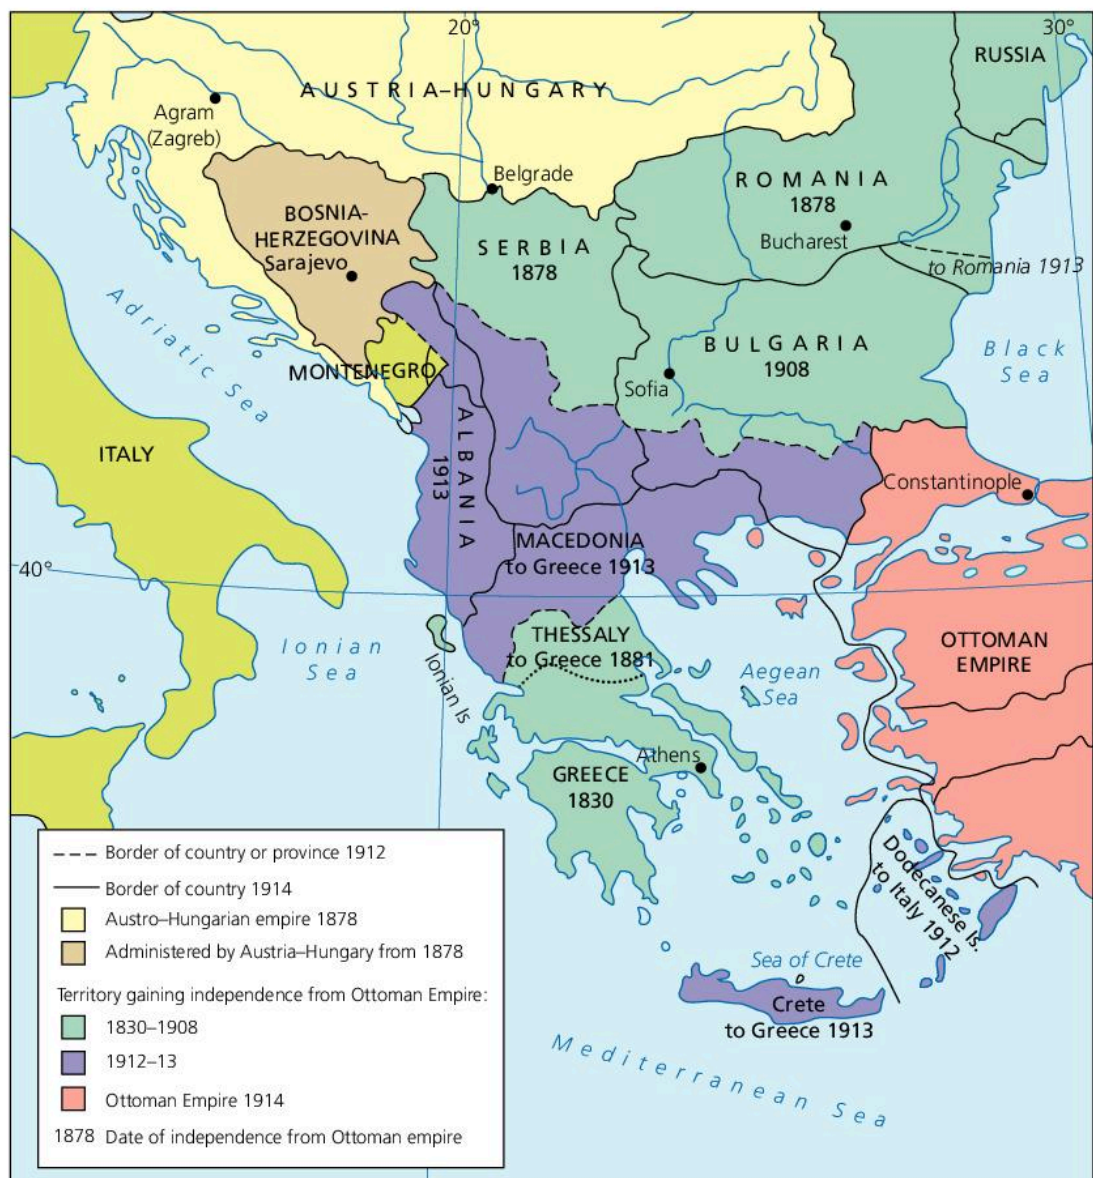 20°
30°
RUSSIA
AUSTRIA–HUNGARY
Agram
(Zagreb)
Belgrade
ROMANIA
1878
Bucharest
BOSNIA-
HERZEGOVINA
Sarajevo
SERBIA
1878
to Romania 1913
Adriatic Sea
BULGARIA
1908
Black
Sea
MONTENEGRO
Sofia
ITALY
ALBANIA
1913
Constantinople
MACEDONIA
to Greece 1913
40°
THESSALY
to Greece 1881
OTTOMAN
EMPIRE
Ionian
Sea
Ionian Is
Aegean
Sea
Athens
GREECE
1830
Dodecanese Is.
to Italy 1912
Sea of Crete
Crete
to Greece 1913
Mediterranean Sea
Border of country or province 1912
Border of country 1914
Austro–Hungarian empire 1878
Administered by Austria–Hungary from 1878
Territory gaining independence from Ottoman Empire:
1830–1908
1912–13
Ottoman Empire 1914
1878 Date of independence from Ottoman empire